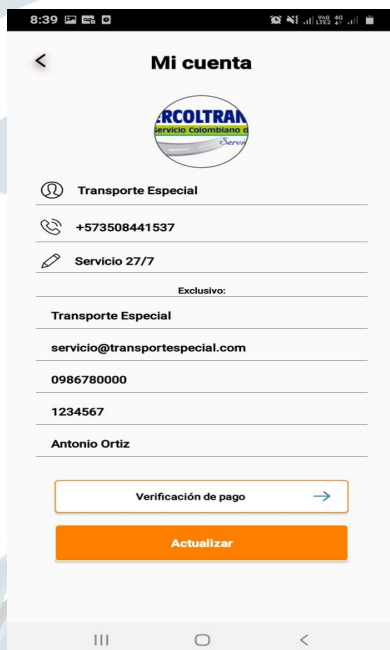 8:39
Mi cuenta
ERCOLTRAN
Servicio Colombiano d
Servi
Transporte Especial
+573508441537
Servicio 27/7
Exclusivo:
Transporte Especial
servicio@transportespecial.com
0986780000
1234567
Antonio Ortiz
Verificación de pago
Actualizar